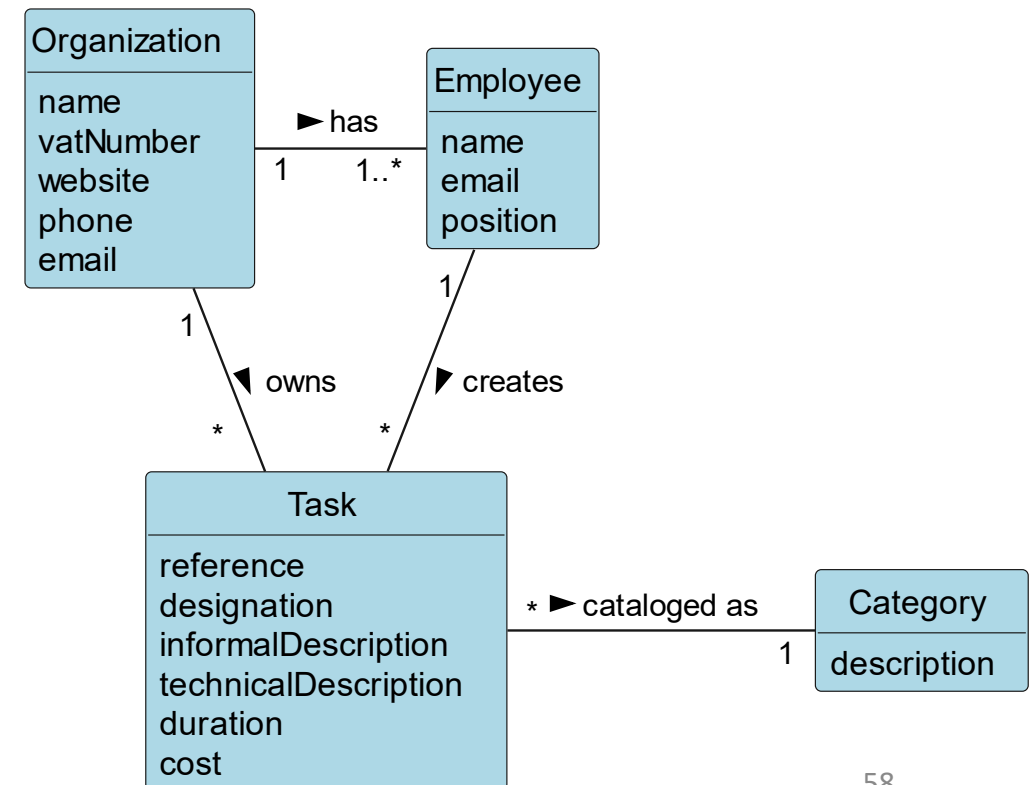 Organization
name
vatNumber
website
phone
email
► has
1 1..*
Employee
name
email
position
1
1
owns
creates
*
*
Task
reference
designation
informalDescription
technicalDescription
duration
cost
* ► cataloged as
1
Category
description